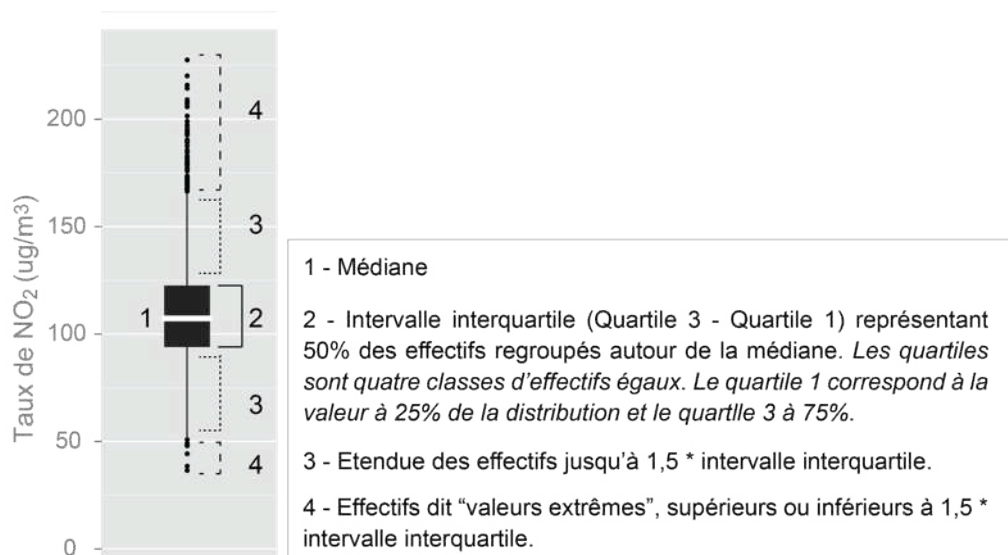 4
200
3
150
1
2
100
3
50
4
0
Taux de NO₂ (ug/m³)
1 - Médiane
2 - Intervalle interquartile (Quartile 3 - Quartile 1) représentant
50% des effectifs regroupés autour de la médiane. Les quartiles
sont quatre classes d'effectifs égaux. Le quartile 1 correspond à la
valeur à 25% de la distribution et le quartlle 3 à 75%.
3 - Etendue des effectifs jusqu'à 1,5 * intervalle interquartile.
4 - Effectifs dit “valeurs extrêmes”, supérieurs ou inférieurs à 1,5 *
intervalle interquartile.